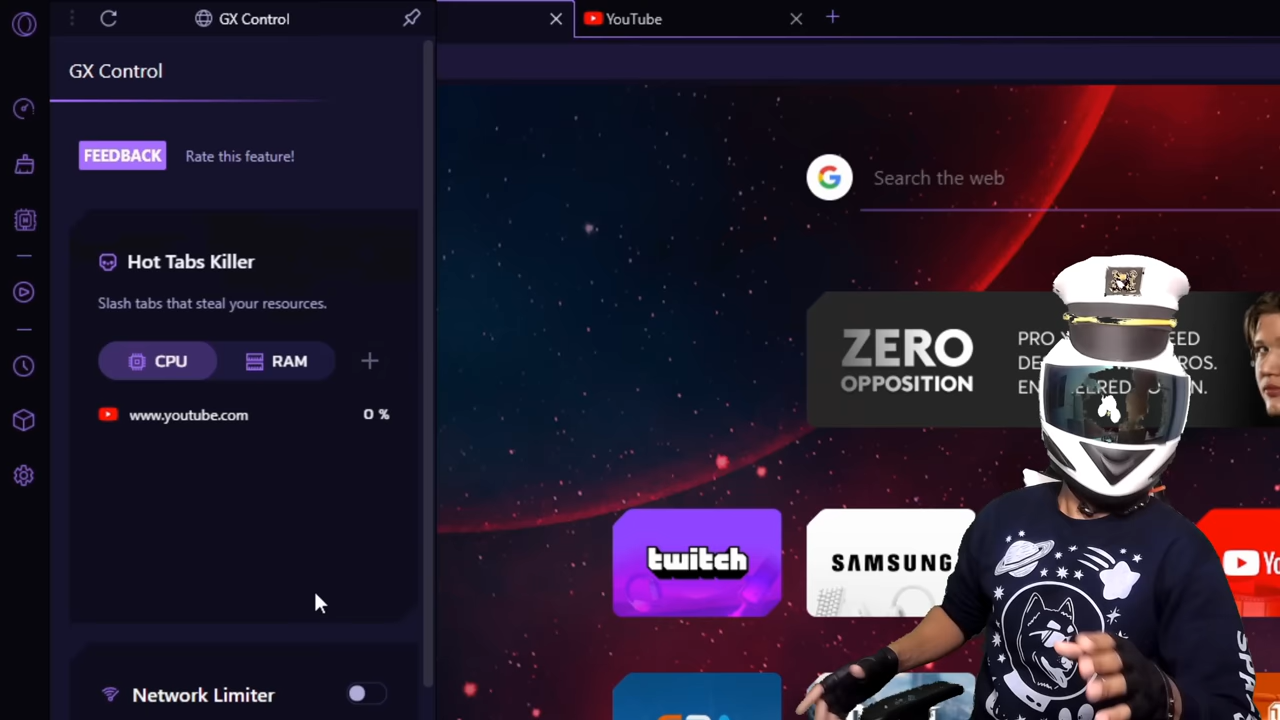 GX Control
YouTube
GX Control
FEEDBACK Rate this feature!
Search the web
Hot Tabs Killer
Slash tabs that steal your resources.
CPU RAM
www.youtube.com 0 %
ZERO
OPPOSITION
PRO
twitch
SAMSUNG
Network Limiter